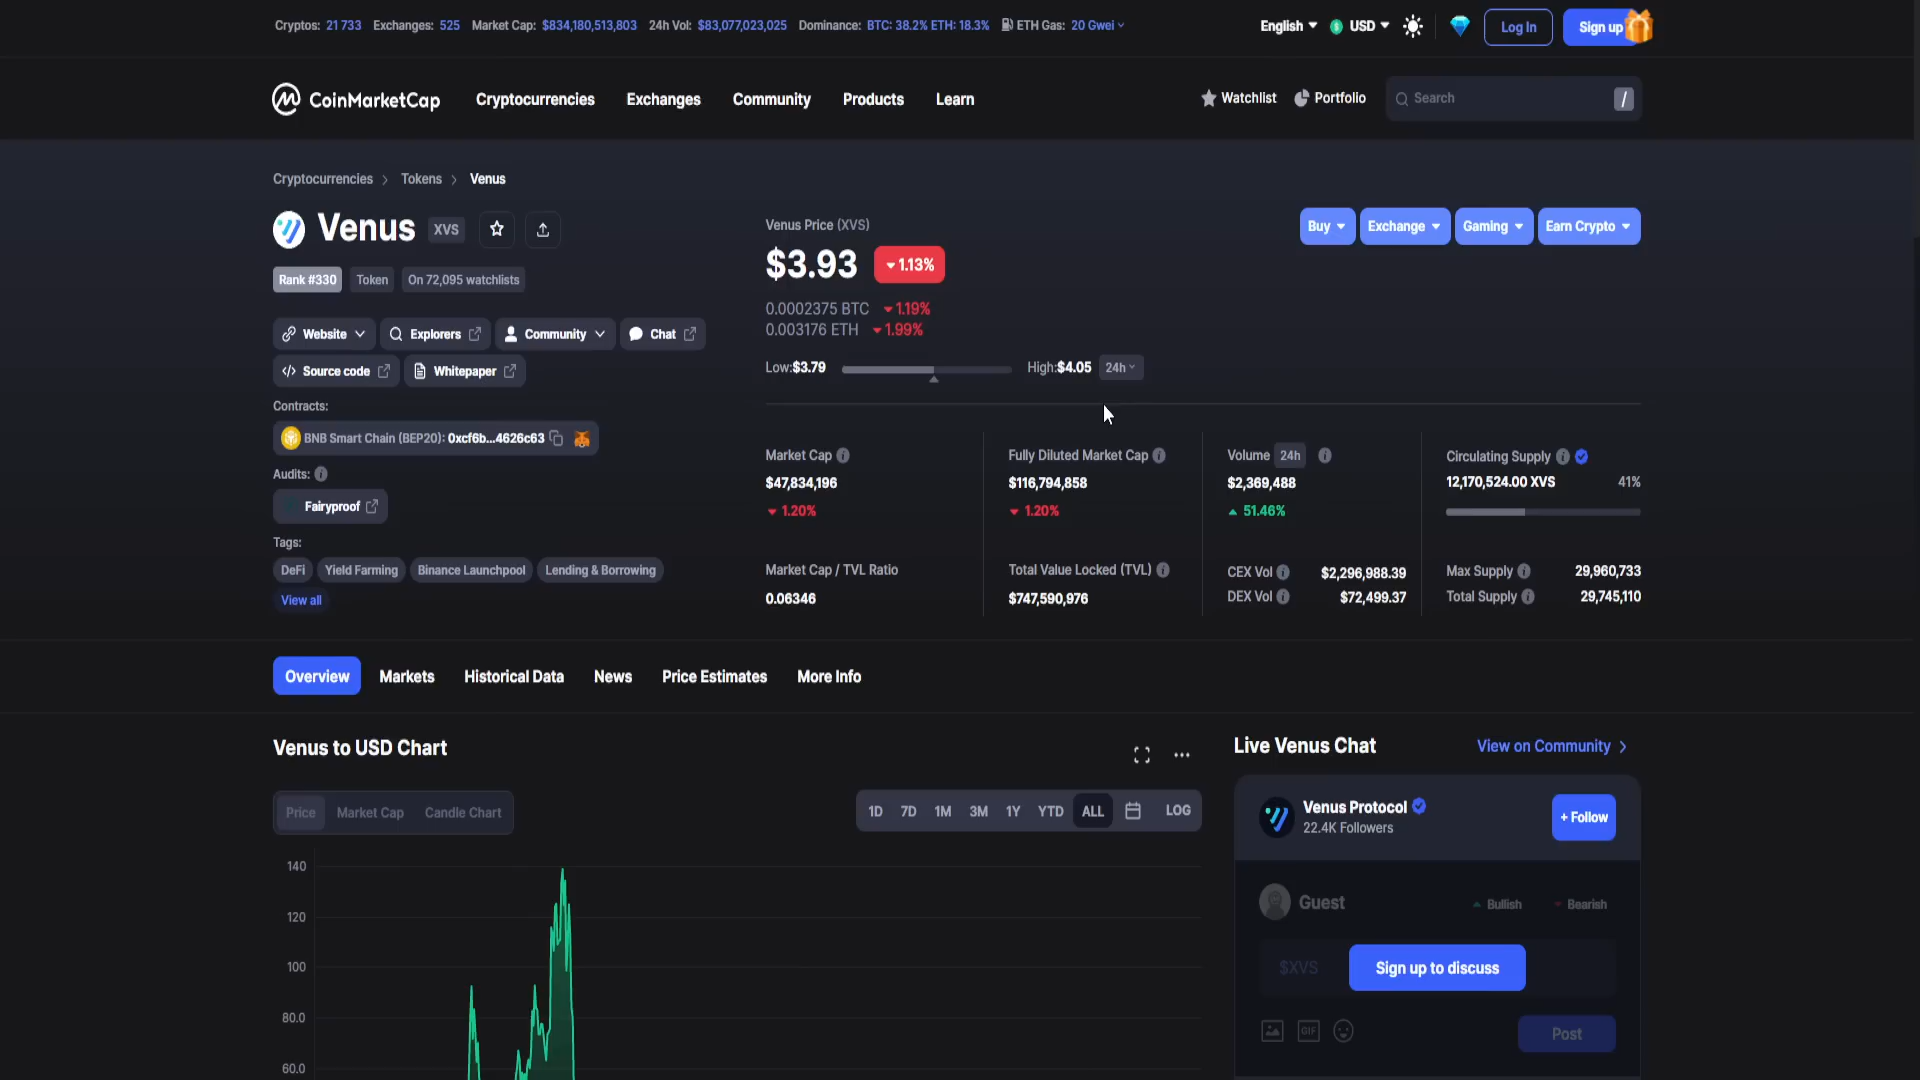 Cryptos: 21 733 Exchanges: 525 Market Cap: $834,180,513,803 24h Vol: $83,077,023,025 Dominance: BTC: 38.2% ETH: 18.3% ETH Gas: 20 Gwei
English USD Log In Sign up
CoinMarketCap Cryptocurrencies Exchanges Community Products Learn Watchlist Portfolio Search /
Cryptocurrencies > Tokens > Venus
Venus XVS
Rank #330 Token On 72,095 watchlists
Website Explorers Community Chat
Source code Whitepaper
Contracts:
BNB Smart Chain (BEP20): 0xcf6b...4626c63
Audits:
Fairyproof
Tags:
DeFi Yield Farming Binance Launchpool Lending & Borrowing
View all
Venus Price (XVS)
$3.93 1.13%
0.0002375 BTC 1.19%
0.003176 ETH 1.99%
Low:$3.79 High:$4.05 24h
Buy Exchange Gaming Earn Crypto
Market Cap
$47,834,196
1.20%
Fully Diluted Market Cap
$116,794,858
1.20%
Volume 24h
$2,369,488
51.46%
Circulating Supply
12,170,524.00 XVS 41%
Market Cap / TVL Ratio
0.06346
Total Value Locked (TVL)
$747,590,976
CEX Vol $2,296,988.39
DEX Vol $72,499.37
Max Supply 29,960,733
Total Supply 29,745,110
Overview Markets Historical Data News Price Estimates More Info
Venus to USD Chart
Price Market Cap Candle Chart
1D 7D 1M 3M 1Y YTD ALL LOG
140
120
100
80.0
60.0
Live Venus Chat View on Community >
Venus Protocol
22.4K Followers
+ Follow
Guest Bullish Bearish
$XVS
Sign up to discuss
GIF
Post